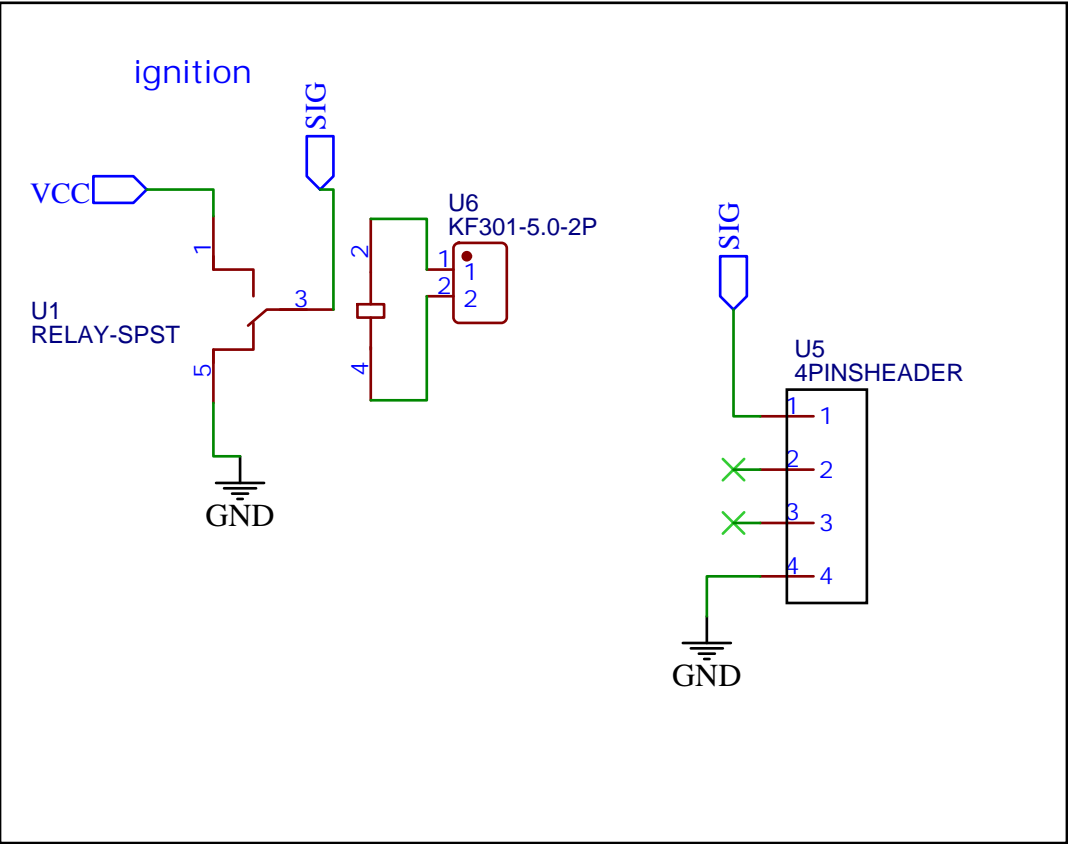 ignition
SIG
VCC
1
3
U1
RELAY-SPST
5
GND
2
4
U6
KF301-5.0-2P
1
1
2
2
SIG
U5
4PINSHEADER
1
1
2
2
3
3
4
4
GND